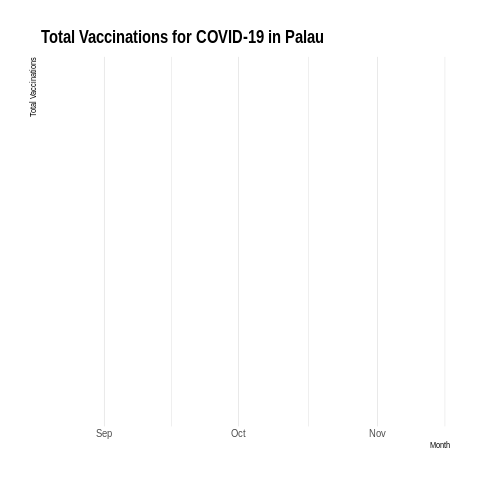 Total Vaccinations for COVID-19 in Palau
Total Vaccinations
Sep
Oct
Nov
Month